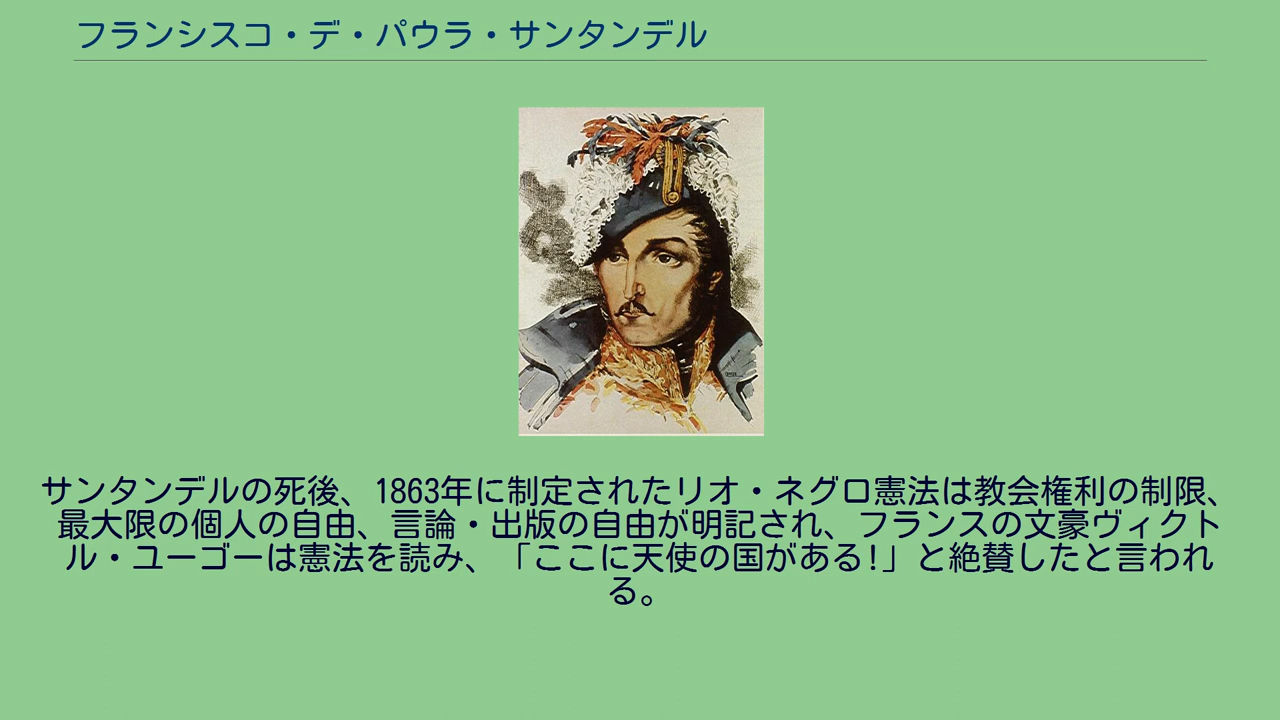 フランシスコ・デ・パウラ・サンタンデル
サンタンデルの死後、1863年に制定されたリオ・ネグロ憲法は教会権利の制限、
最大限の個人の自由、言論・出版の自由が明記され、フランスの文豪ヴィクト
ル・ユーゴーは憲法を読み、「ここに天使の国がある!」と絶賛したと言われ
る。